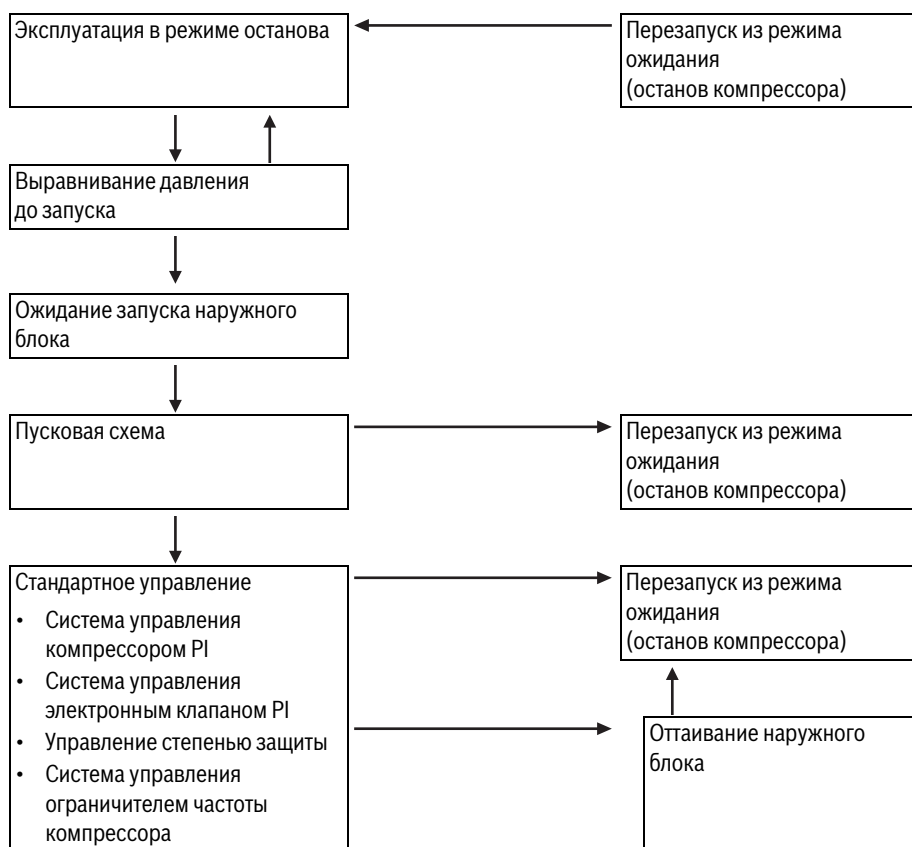 Эксплуатация в режиме останова
Перезапуск из режима
ожидания
(останов компрессора)
Выравнивание давления
до запуска
Ожидание запуска наружного
блока
Пусковая схема
Перезапуск из режима
ожидания
(останов компрессора)
Стандартное управление
• Система управления
компрессором PI
• Система управления
электронным клапаном PI
• Управление степенью защиты
• Система управления
ограничителем частоты
компрессора
Перезапуск из режима
ожидания
(останов компрессора)
Оттаивание наружного
блока